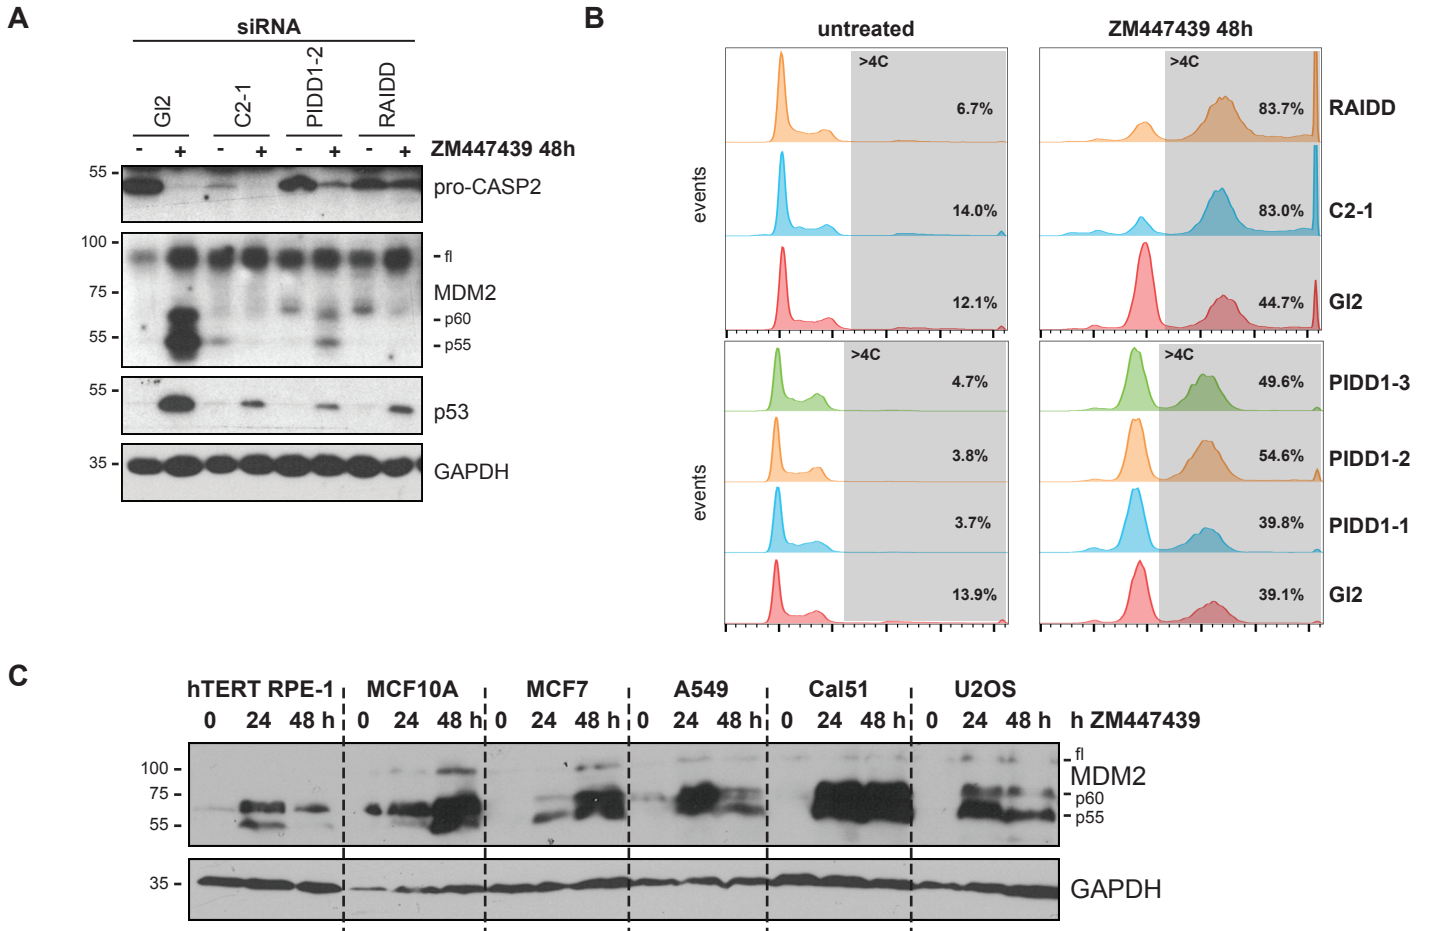 A
siRNA
GI2
C2-1
PIDD1-2
RAIDD
- + - + - + - + ZM447439 48h
55 -
pro-CASP2
100 -
- fl
75 -
MDM2
- p60
55 -
- p55
55 -
p53
35 -
GAPDH
B
untreated
ZM447439 48h
>4C
>4C
6.7%
83.7%
RAIDD
events
14.0%
83.0%
C2-1
12.1%
44.7%
GI2
>4C
>4C
4.7%
49.6%
PIDD1-3
events
3.8%
54.6%
PIDD1-2
3.7%
39.8%
PIDD1-1
13.9%
39.1%
GI2
C
hTERT RPE-1 MCF10A MCF7 A549 Cal51 U2OS
0 24 48 h 0 24 48 h 0 24 48 h 0 24 48 h 0 24 48 h 0 24 48 h h ZM447439
- fl
100 -
MDM2
75 -
- p60
- p55
55 -
35 -
GAPDH